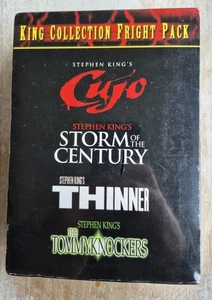 KING COLLECTION FRIGHT PACK
STEPHEN KING'S
Cujo
STEPHEN KING'S
STORM OF THE
CENTURY
STEPHEN KING'S
THINNER
STEPHEN KING'S
THE
TOMMYKNOCKERS